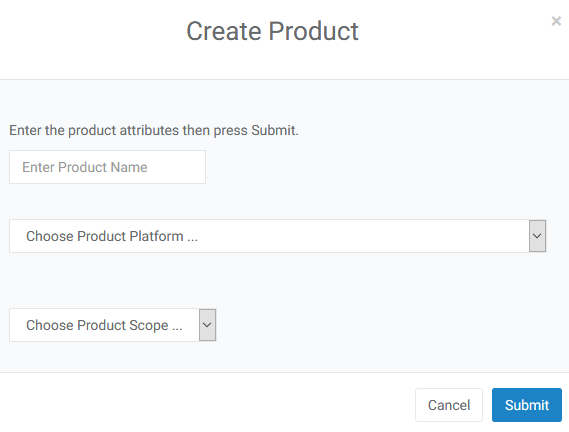 Create Product
×
Enter the product attributes then press Submit.
Enter Product Name
Choose Product Platform ...
Choose Product Scope ...
Cancel
Submit